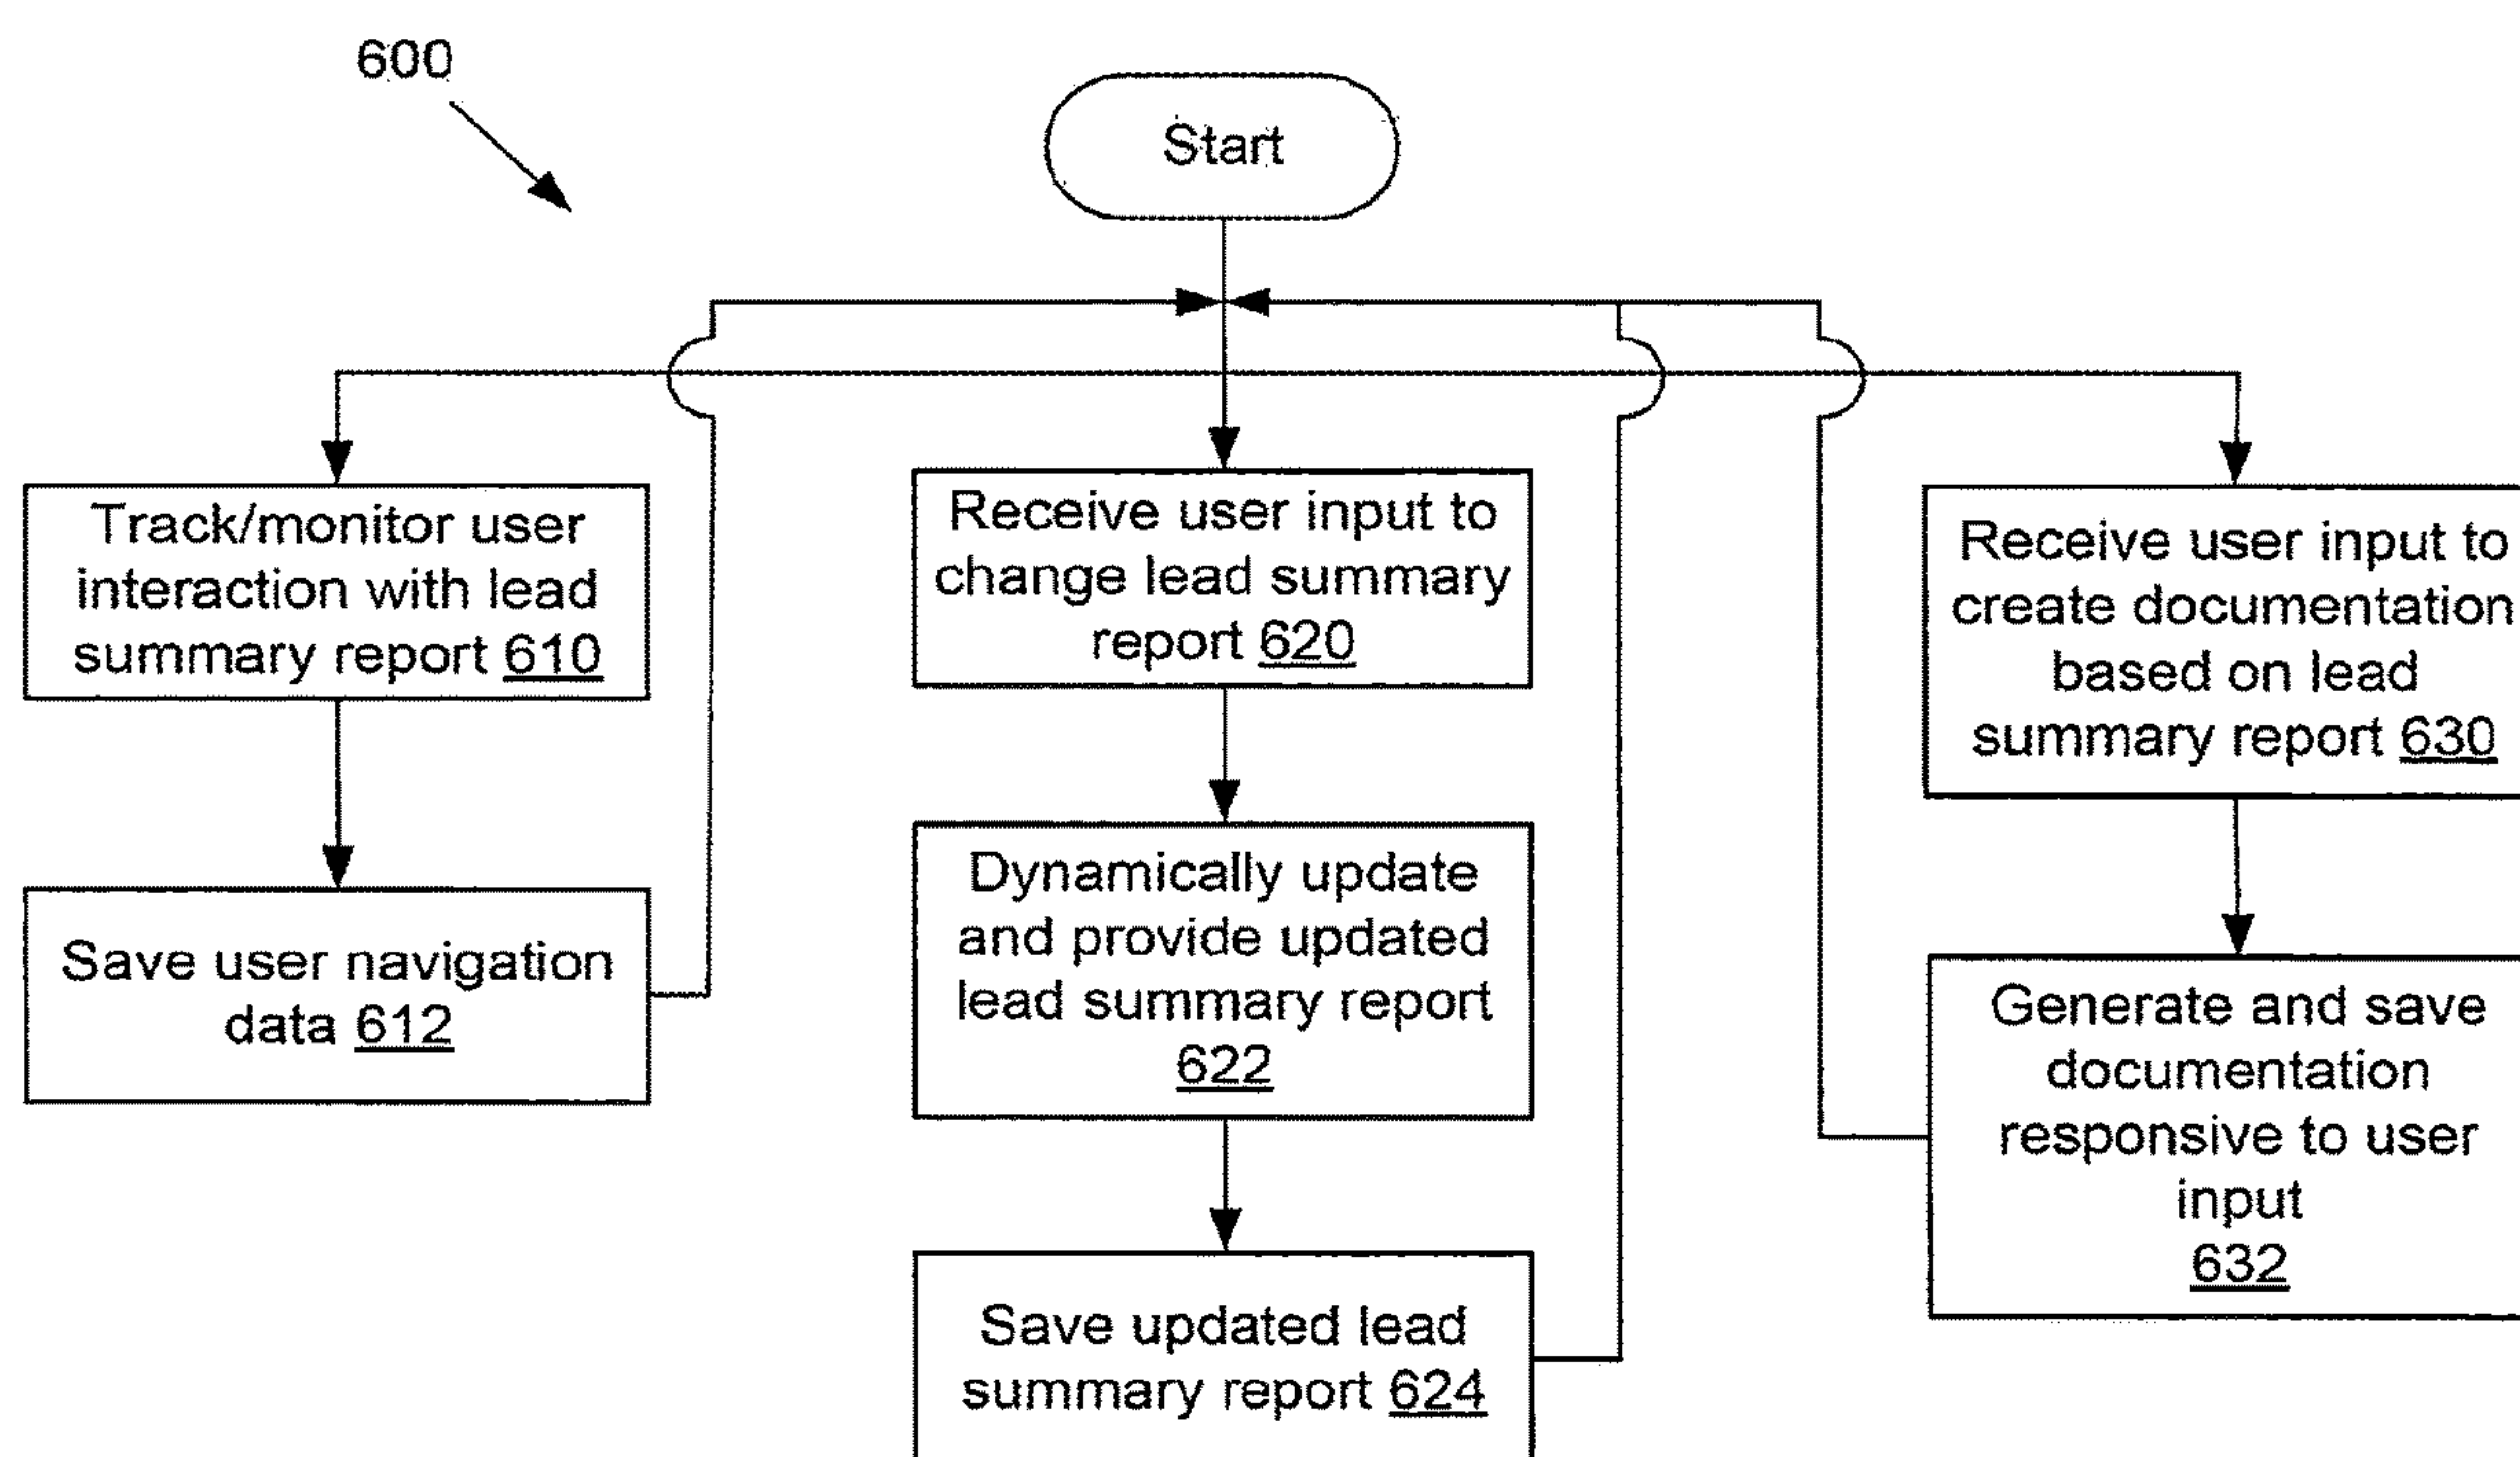 600
Start
Track/monitor user
interaction with lead
summary report 610
Save user navigation
data 612
Receive user input to
change lead summary
report 620
Dynamically update
and provide updated
lead summary report
622
Save updated lead
summary report 624
Receive user input to
create documentation
based on lead
summary report 630
Generate and save
documentation
responsive to user
input
632